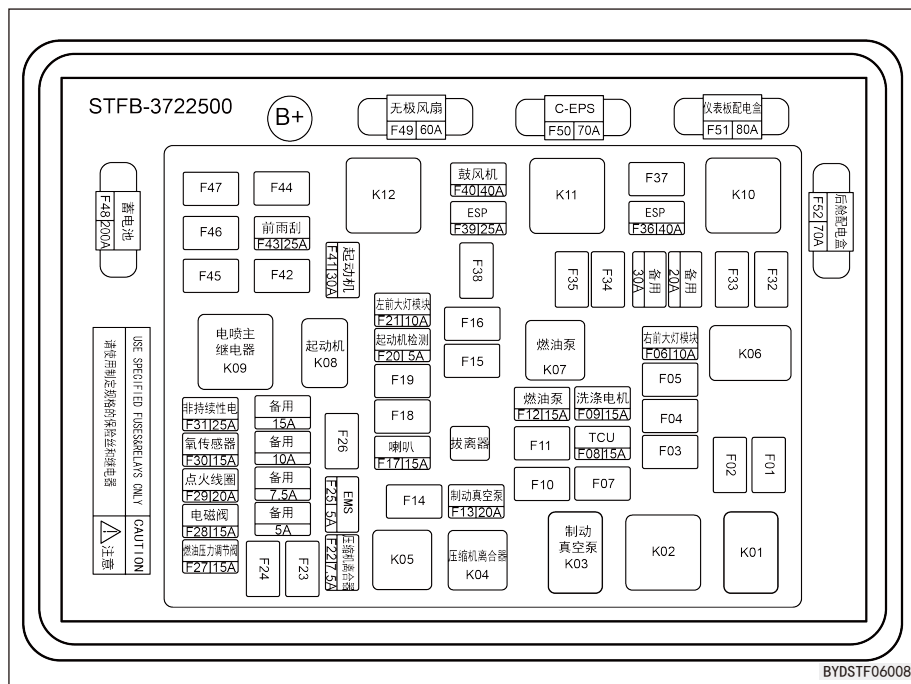 STFB-3722500
B+
无极风扇
F49 60A
C-EPS
F50 70A
仪表板配电盒
F51 80A
蓄电池
F48 200A
后舱配电盒
F52 70A
F47
F44
K12
鼓风机
F40 40A
K11
F37
K10
F46
前雨刮
F43 25A
ESP
F39 25A
ESP
F36 40A
F45
F42
起动机
F41 30A
F38
F35
F34
备用
30A
备用
20A
F33
F32
左前大灯模块
F21 10A
F16
电喷主
继电器
K09
起动机
K08
起动机检测
F20 5A
F15
燃油泵
K07
右前大灯模块
F06 10A
K06
F19
F05
非持续性电
F31 25A
备用
15A
F26
F18
燃油泵
F12 15A
洗涤电机
F09 15A
F04
氧传感器
F30 15A
备用
10A
喇叭
F17 15A
拔离器
F11
TCU
F08 15A
F03
F02
F01
点火线圈
F29 20A
备用
7.5A
EMS
F25 5A
F14
制动真空泵
F13 20A
F10
F07
电磁阀
F28 15A
备用
5A
燃油压力调节阀
F27 15A
F24
F23
压缩机离合器
F22 7.5A
K05
压缩机离合器
K04
制动
真空泵
K03
K02
K01
USE SPECIFIED FUSES&RELAYS ONLY
请使用制定规格的保险丝和继电器
CAUTION
注意
BYDSTF06008